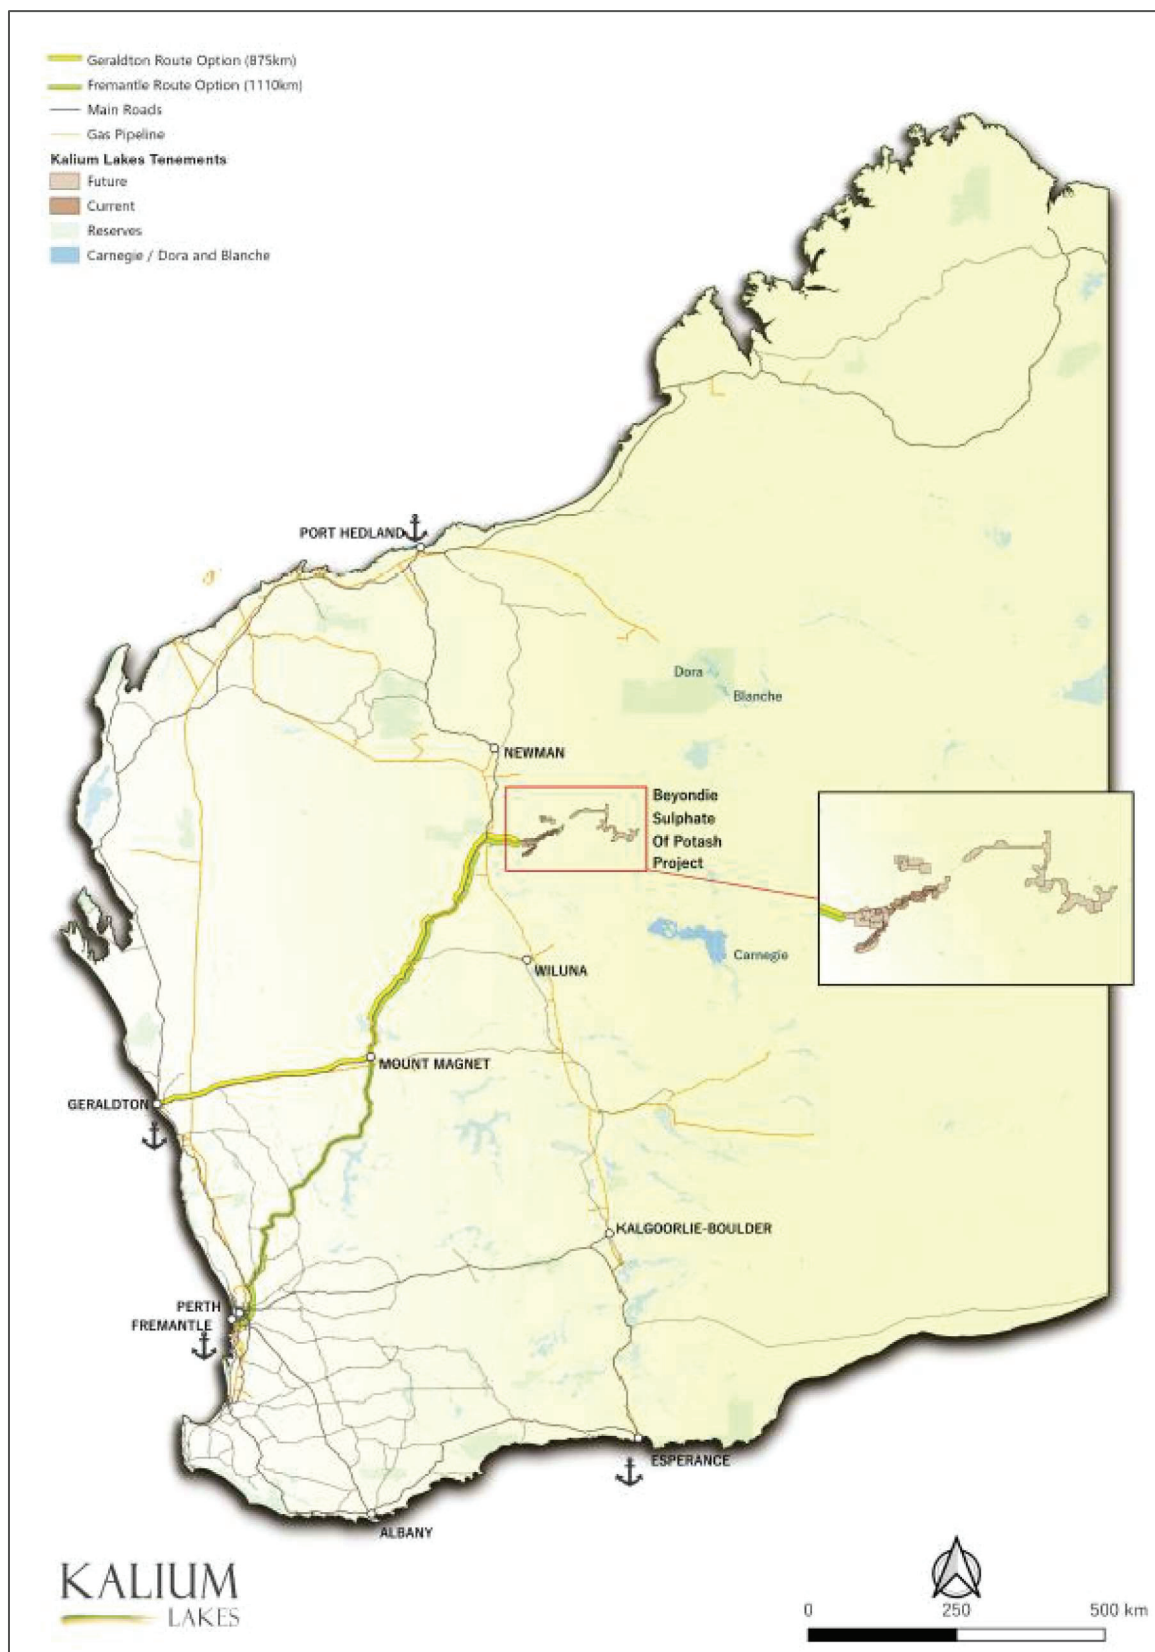 Geraldton Route Option (875km)
Fremantle Route Option (1110km)
Main Roads
Gas Pipeline
Kalium Lakes Tenements
Future
Current
Reserves
Carnegie / Dora and Blanche
PORT HEDLAND
Dora
Blanche
NEWMAN
Beyondie
Sulphate
Of Potash
Project
Carnegie
WILUNA
MOUNT MAGNET
GERALDTON
KALGOORLIE-BOULDER
PERTH
FREMANTLE
ESPERANCE
ALBANY
KALIUM
LAKES
0 250 500 km